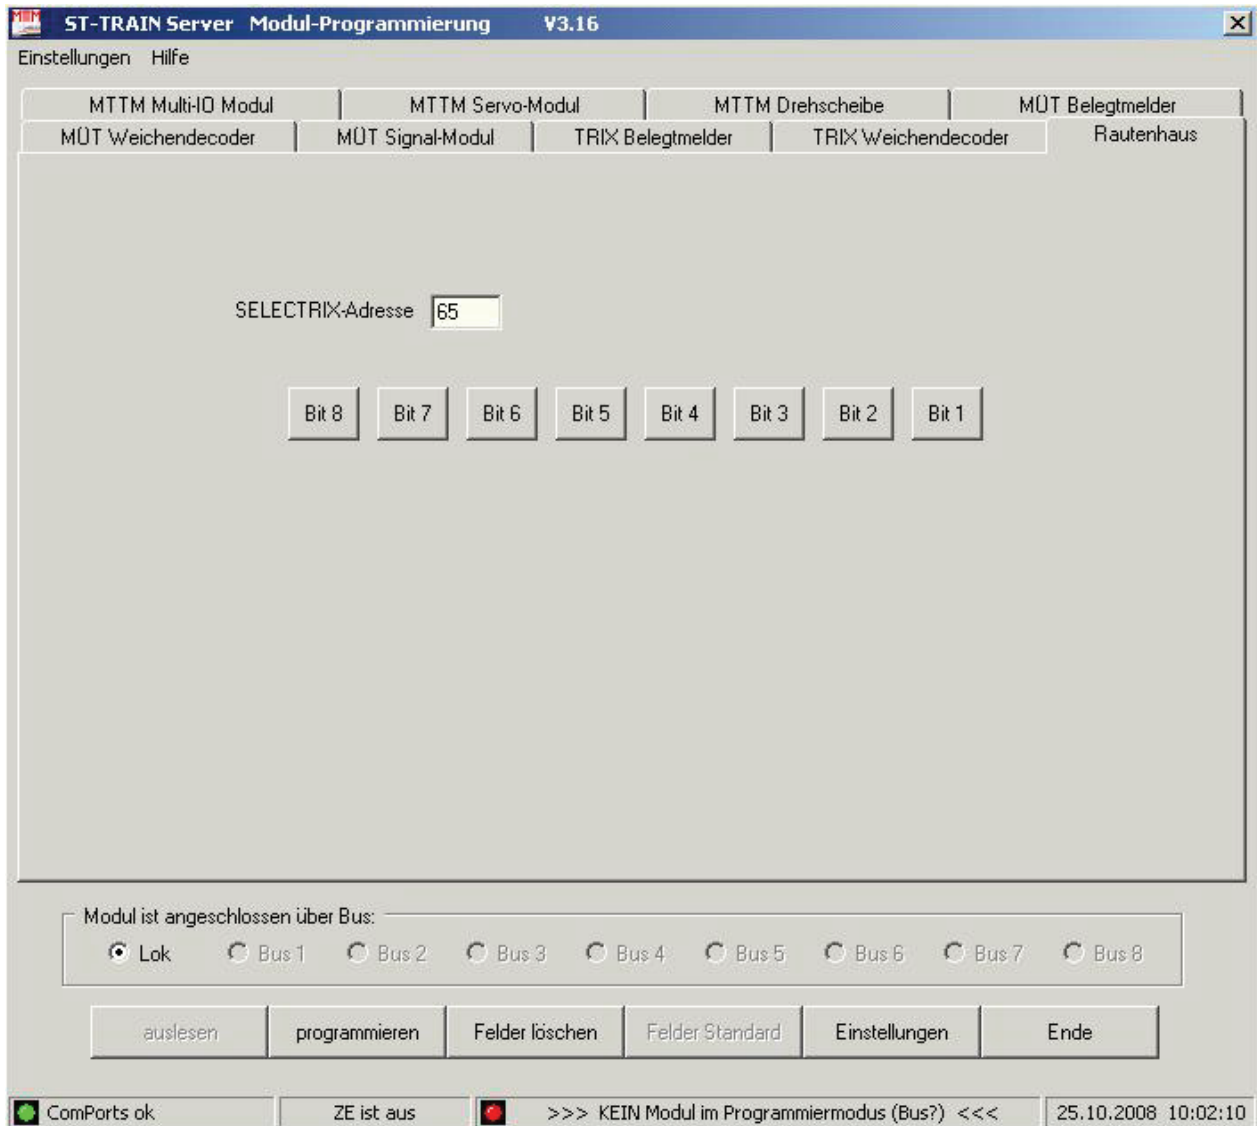 MTTM
ST-TRAIN Server Modul-Programmierung V3.16
Einstellungen Hilfe
MTTM Multi-IO Modul MTTM Servo-Modul MTTM Drehscheibe MÜT Belegtmelder
MÜT Weichendecoder MÜT Signal-Modul TRIX Belegtmelder TRIX Weichendecoder Rautenhaus
SELECTRIX-Adresse 65
Bit 8 Bit 7 Bit 6 Bit 5 Bit 4 Bit 3 Bit 2 Bit 1
Modul ist angeschlossen über Bus:
Lok Bus 1 Bus 2 Bus 3 Bus 4 Bus 5 Bus 6 Bus 7 Bus 8
auslesen programmieren Felder löschen Felder Standard Einstellungen Ende
ComPorts ok ZE ist aus >>> KEIN Modul im Programmiermodus (Bus?) <<< 25.10.2008 10:02:10